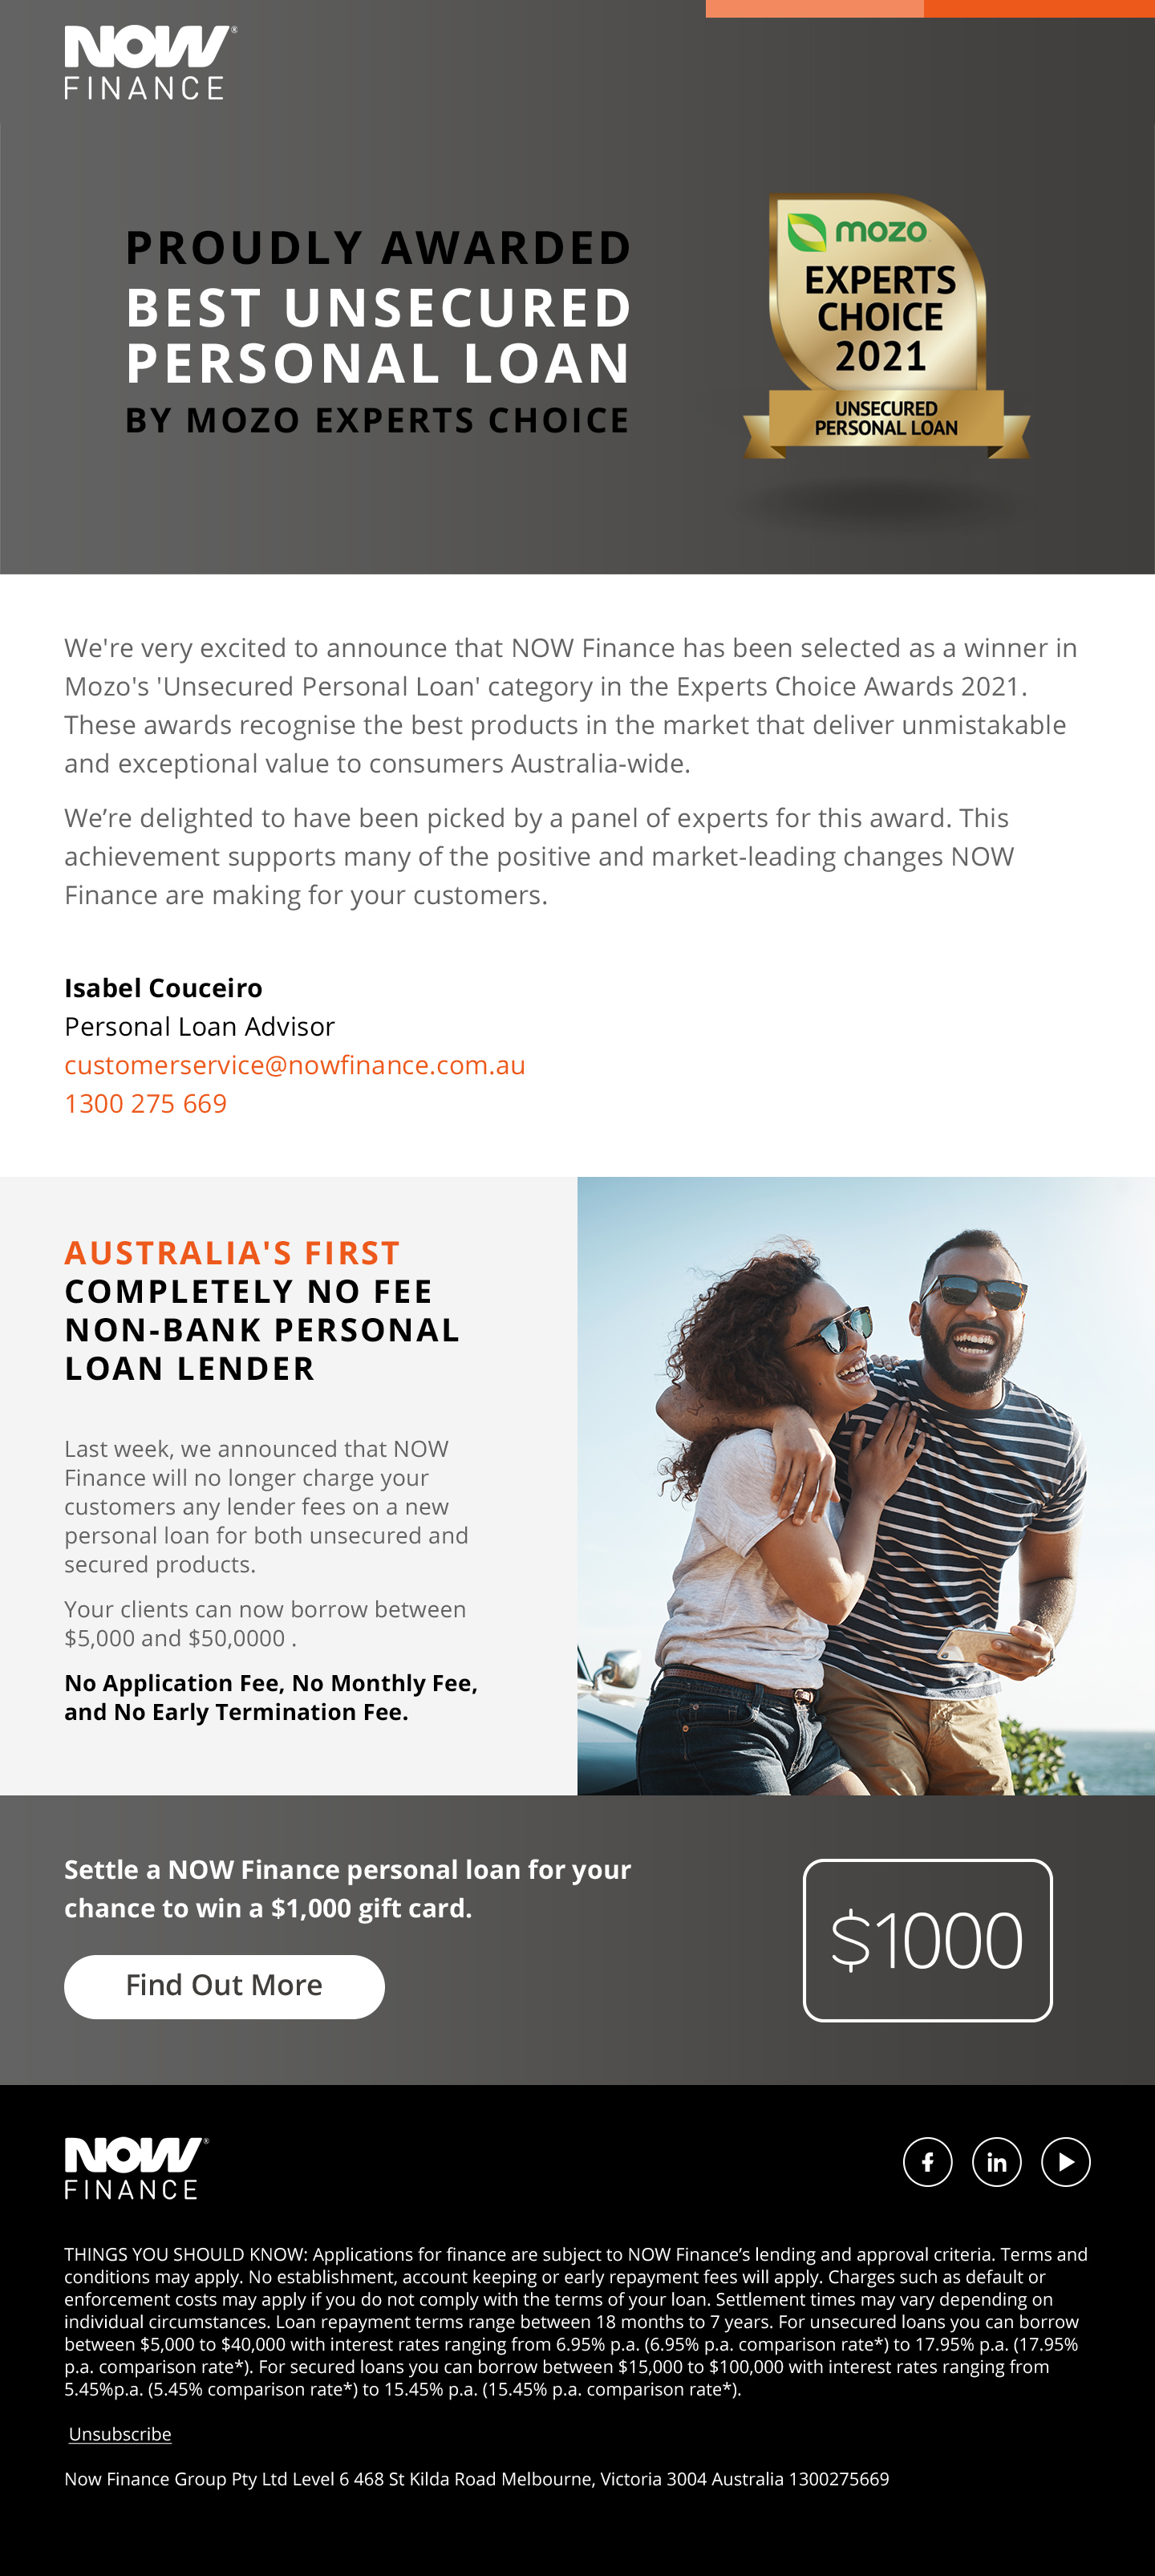 NOW®
FINANCE
PROUDLY AWARDED
BEST UNSECURED
PERSONAL LOAN
BY MOZO EXPERTS CHOICE
mozo
EXPERTS
CHOICE
2021
UNSECURED
PERSONAL LOAN
We're very excited to announce that NOW Finance has been selected as a winner in
Mozo's 'Unsecured Personal Loan' category in the Experts Choice Awards 2021.
These awards recognise the best products in the market that deliver unmistakable
and exceptional value to consumers Australia-wide.
We’re delighted to have been picked by a panel of experts for this award. This
achievement supports many of the positive and market-leading changes NOW
Finance are making for your customers.
Isabel Couceiro
Personal Loan Advisor
customerservice@nowfinance.com.au
1300 275 669
AUSTRALIA'S FIRST
COMPLETELY NO FEE
NON-BANK PERSONAL
LOAN LENDER
Last week, we announced that NOW
Finance will no longer charge your
customers any lender fees on a new
personal loan for both unsecured and
secured products.
Your clients can now borrow between
$5,000 and $50,0000 .
No Application Fee, No Monthly Fee,
and No Early Termination Fee.
Settle a NOW Finance personal loan for your
chance to win a $1,000 gift card.
Find Out More
$1000
NOW®
FINANCE
THINGS YOU SHOULD KNOW: Applications for finance are subject to NOW Finance’s lending and approval criteria. Terms and
conditions may apply. No establishment, account keeping or early repayment fees will apply. Charges such as default or
enforcement costs may apply if you do not comply with the terms of your loan. Settlement times may vary depending on
individual circumstances. Loan repayment terms range between 18 months to 7 years. For unsecured loans you can borrow
between $5,000 to $40,000 with interest rates ranging from 6.95% p.a. (6.95% p.a. comparison rate*) to 17.95% p.a. (17.95%
p.a. comparison rate*). For secured loans you can borrow between $15,000 to $100,000 with interest rates ranging from
5.45%p.a. (5.45% comparison rate*) to 15.45% p.a. (15.45% p.a. comparison rate*).
Unsubscribe
Now Finance Group Pty Ltd Level 6 468 St Kilda Road Melbourne, Victoria 3004 Australia 1300275669